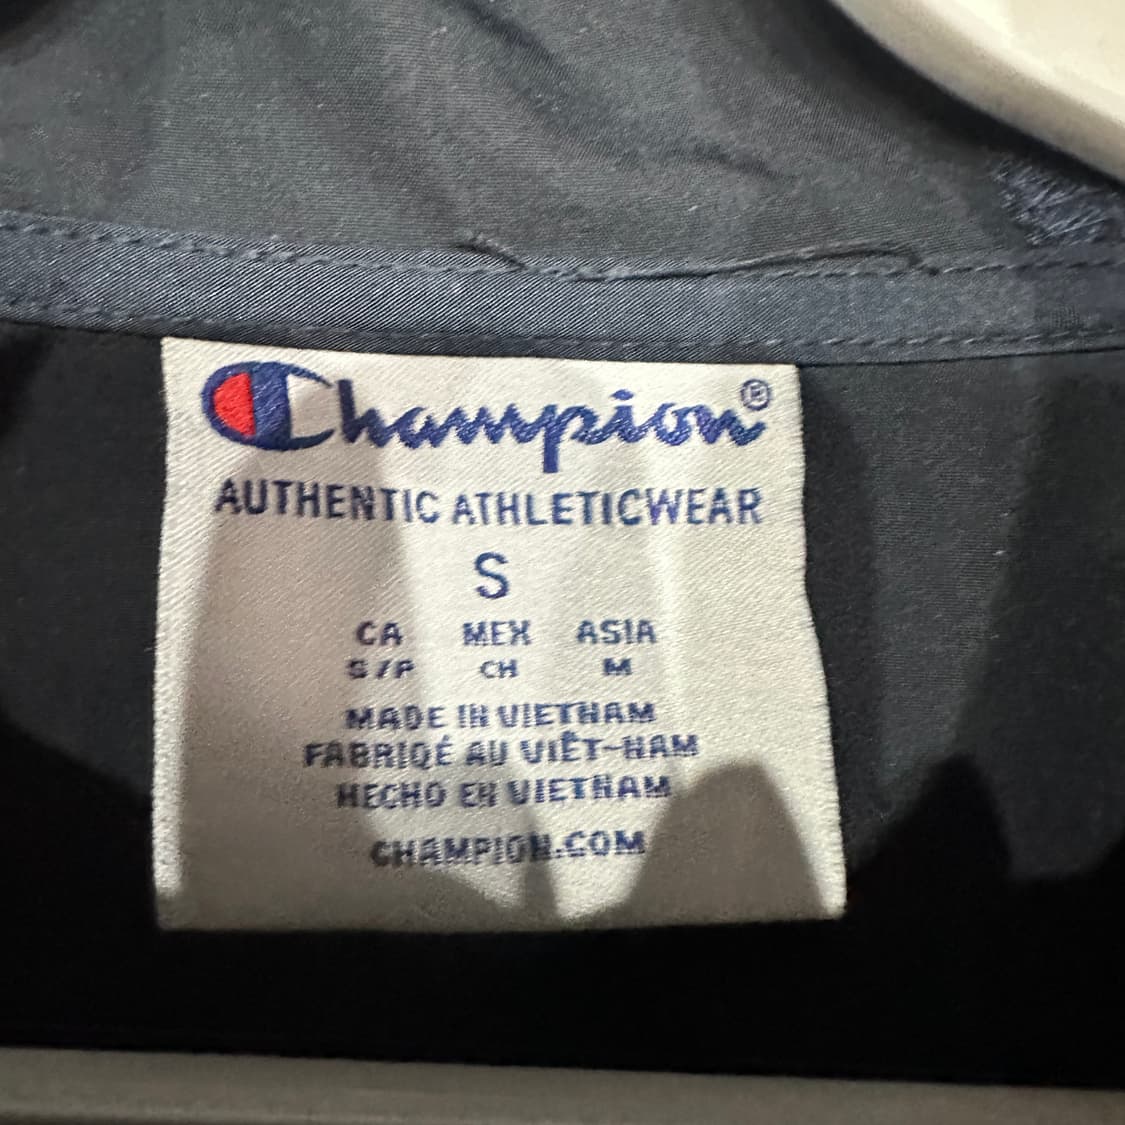 Champion®
AUTHENTIC ATHLETICWEAR
S
CA MEX ASIA
S/P CH M
MADE IN VIETNAM
FABRIQÉ AU VIÊT-NAM
HECHO EN VIETNAM
CHAMPION.COM